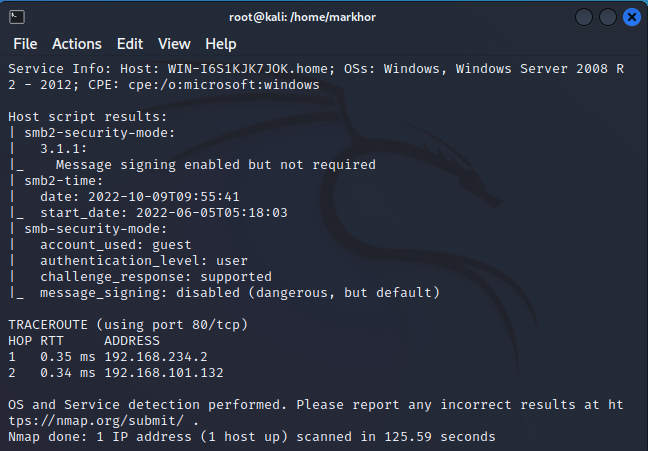 root@kali: /home/markhor
File Actions Edit View Help
Service Info: Host: WIN-I6S1KJK7JOK.home; OSs: Windows, Windows Server 2008 R
2 - 2012; CPE: cpe:/o:microsoft:windows
Host script results:
| smb2-security-mode:
|   3.1.1:
|_    Message signing enabled but not required
| smb2-time:
|   date: 2022-10-09T09:55:41
|_  start_date: 2022-06-05T05:18:03
| smb-security-mode:
|   account_used: guest
|   authentication_level: user
|   challenge_response: supported
|_  message_signing: disabled (dangerous, but default)
TRACEROUTE (using port 80/tcp)
HOP RTT     ADDRESS
1   0.35 ms 192.168.234.2
2   0.34 ms 192.168.101.132
OS and Service detection performed. Please report any incorrect results at ht
tps://nmap.org/submit/ .
Nmap done: 1 IP address (1 host up) scanned in 125.59 seconds